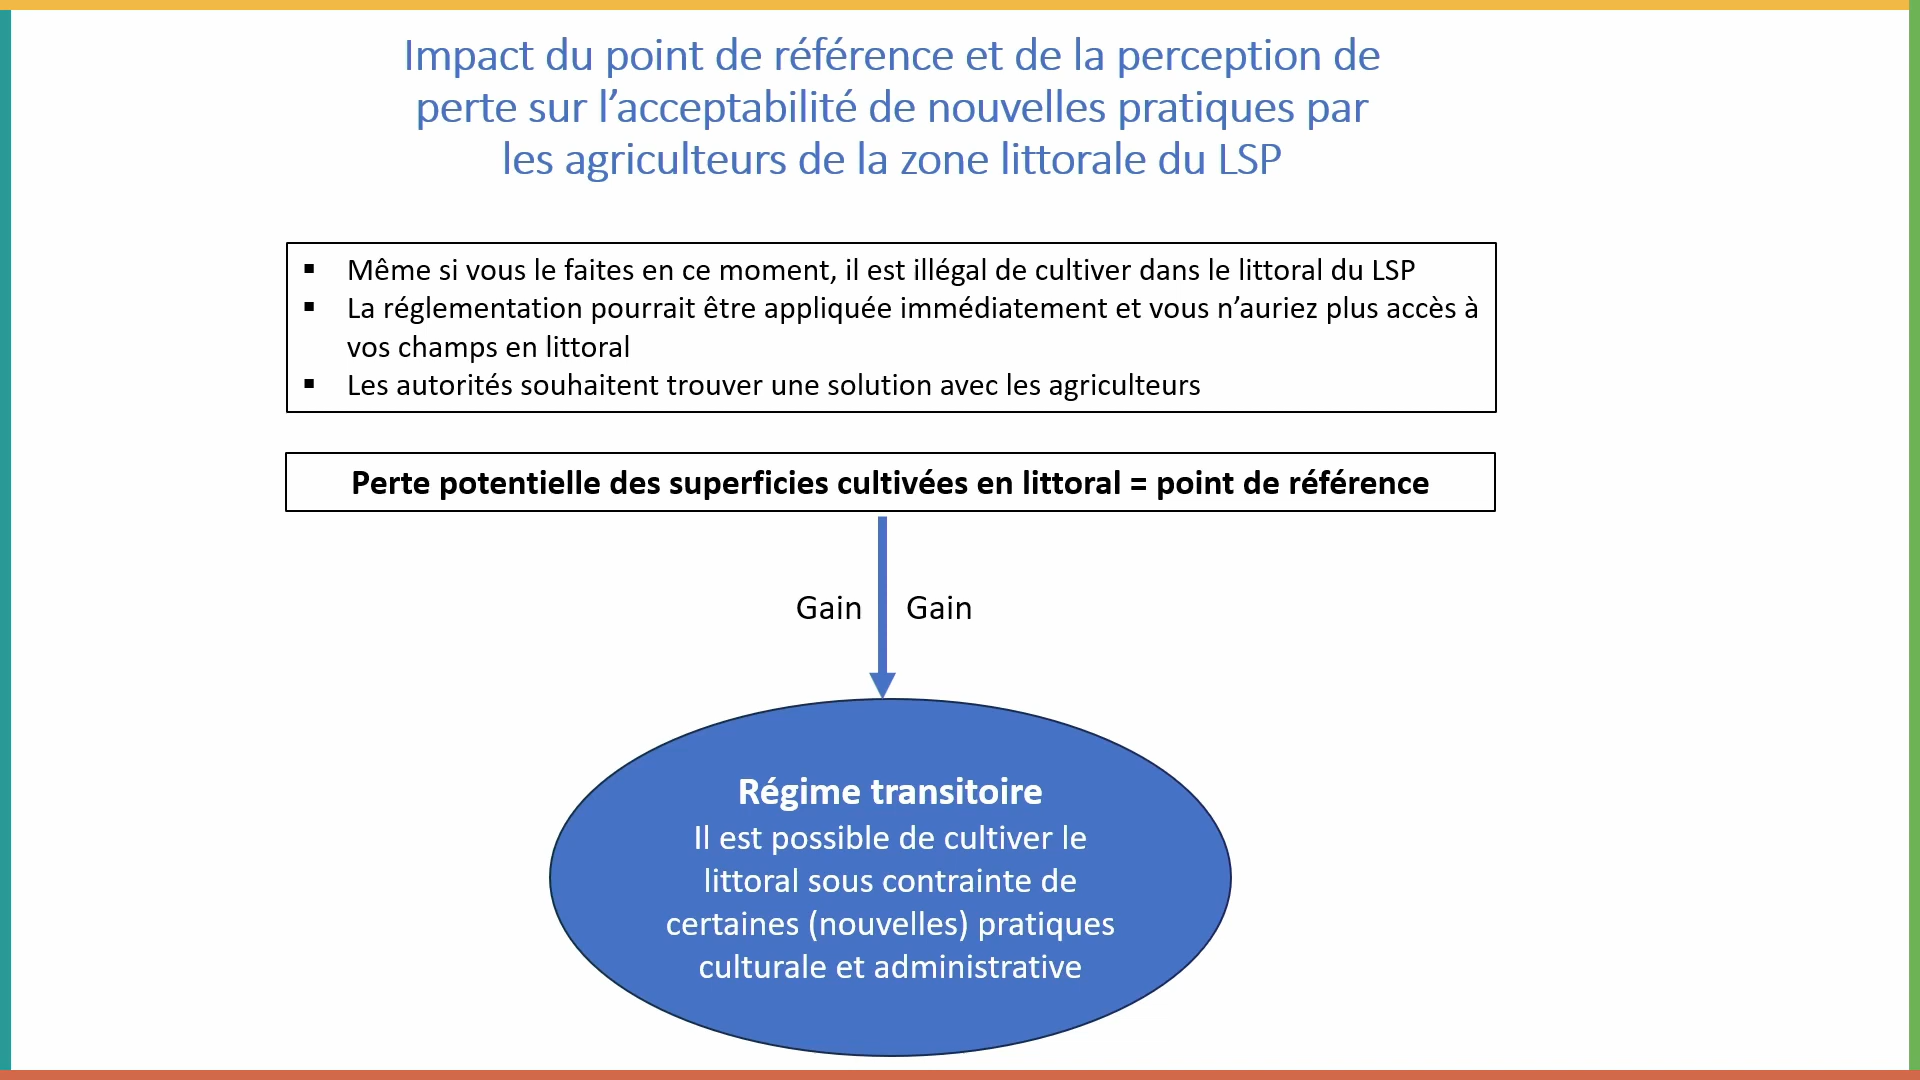 Impact du point de référence et de la perception de
perte sur l’acceptabilité de nouvelles pratiques par
les agriculteurs de la zone littorale du LSP
▪ Même si vous le faites en ce moment, il est illégal de cultiver dans le littoral du LSP
▪ La réglementation pourrait être appliquée immédiatement et vous n’auriez plus accès à
vos champs en littoral
▪ Les autorités souhaitent trouver une solution avec les agriculteurs
Perte potentielle des superficies cultivées en littoral = point de référence
Gain Gain
Régime transitoire
Il est possible de cultiver le
littoral sous contrainte de
certaines (nouvelles) pratiques
culturale et administrative